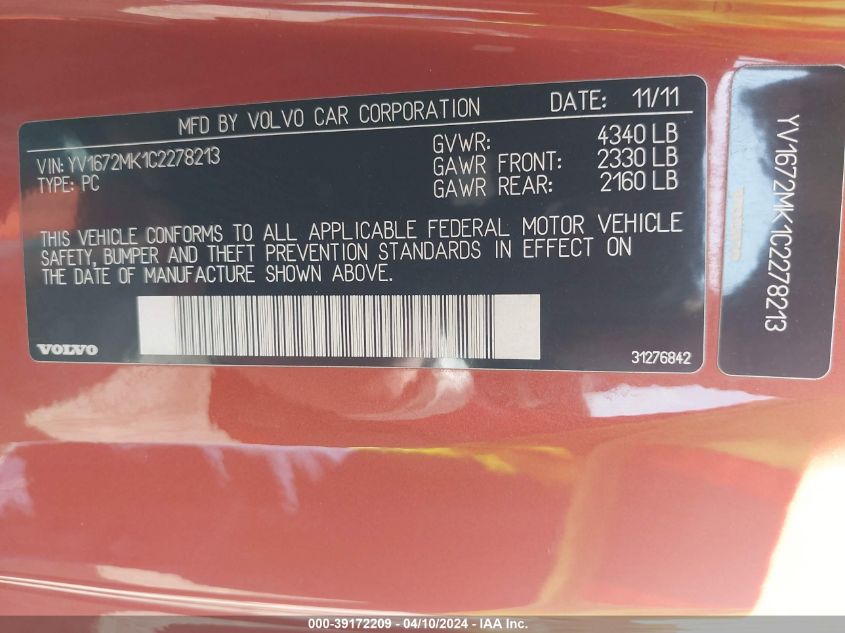 MFD BY VOLVO CAR CORPORATION DATE: 11/11
VIN: YV1672MK1C2278213
TYPE: PC
GVWR: 4340 LB
GAWR FRONT: 2330 LB
GAWR REAR: 2160 LB
THIS VEHICLE CONFORMS TO ALL APPLICABLE FEDERAL MOTOR VEHICLE
SAFETY, BUMPER AND THEFT PREVENTION STANDARDS IN EFFECT ON
THE DATE OF MANUFACTURE SHOWN ABOVE.
VOLVO
31276842
YV1672MK1C2278213
000-39172209 - 04/10/2024 - IAA Inc.